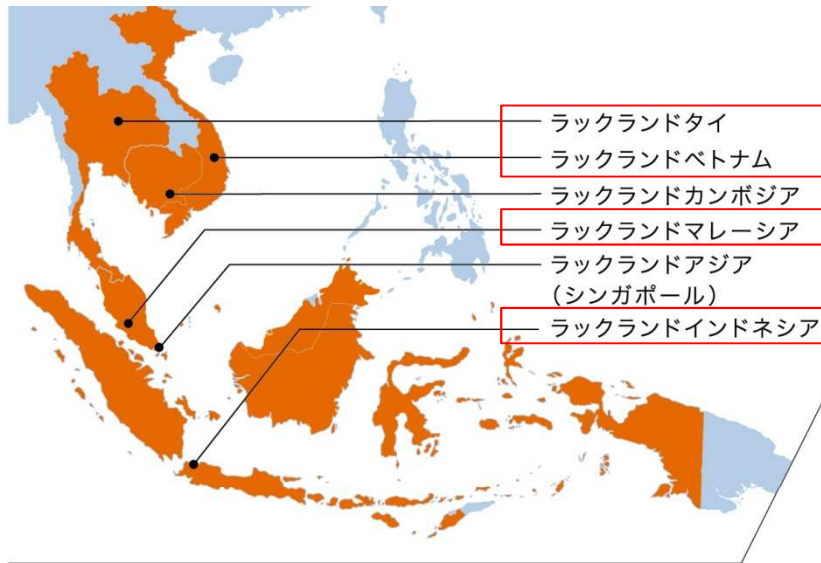 ラックランドタイ
ラックランドベトナム
ラックランドカンボジア
ラックランドマレーシア
ラックランドアジア
（シンガポール）
ラックランドインドネシア